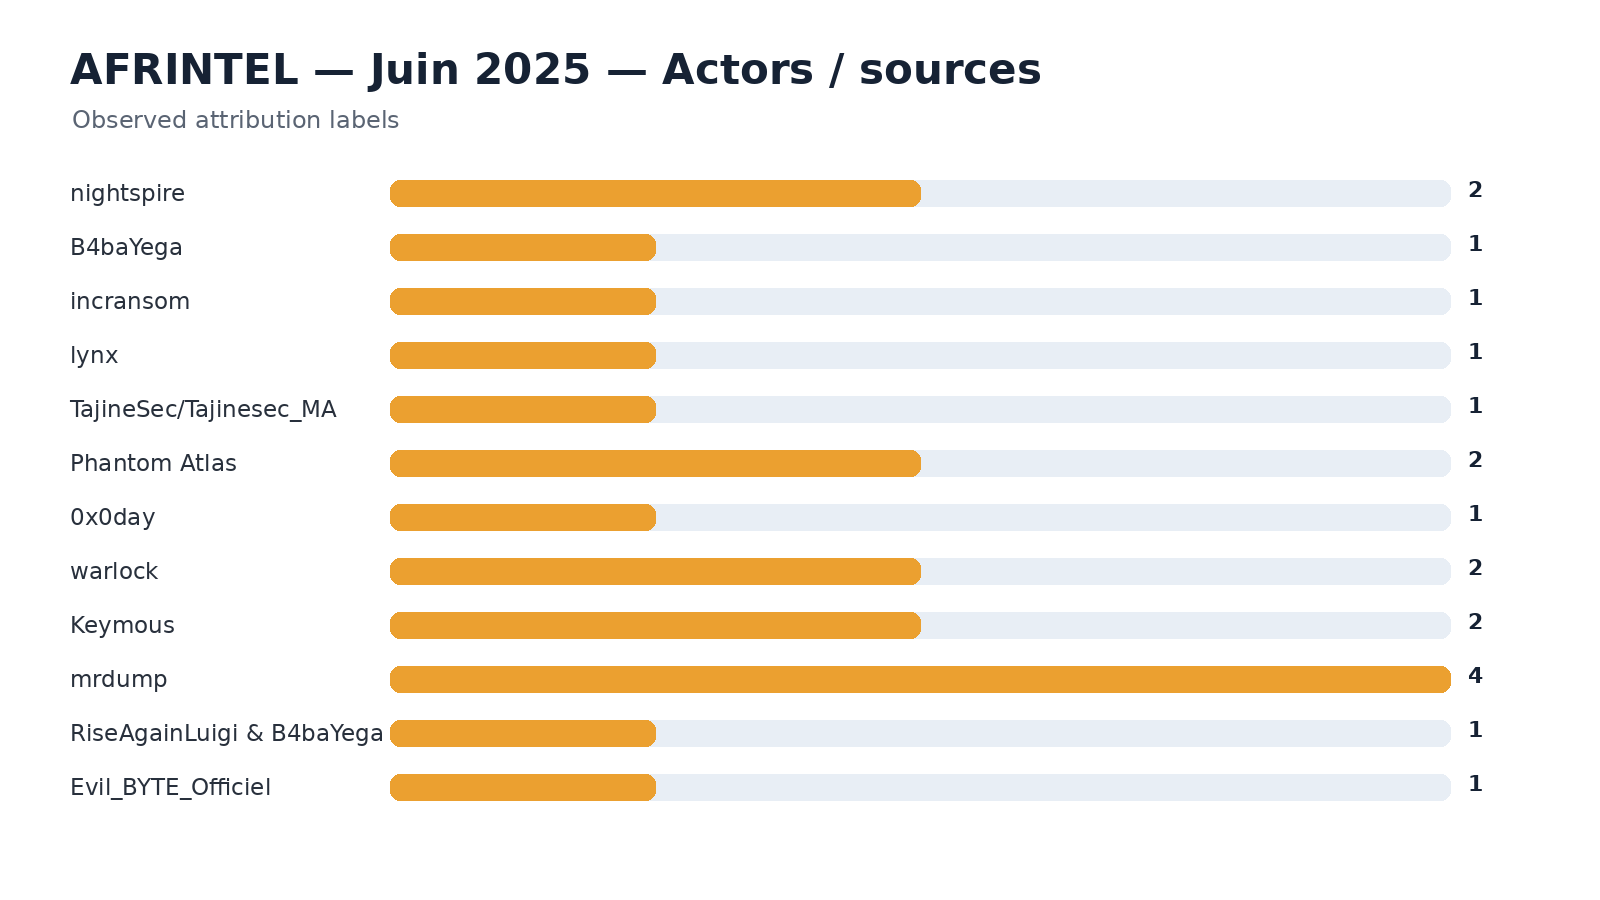 AFRINTEL — Juin 2025 — Actors / sources
Observed attribution labels
nightspire 2
B4baYega 1
incransom 1
lynx 1
TajineSec/Tajinesec_MA 1
Phantom Atlas 2
0x0day 1
warlock 2
Keymous 2
mrdump 4
RiseAgainLuigi & B4baYega 1
Evil_BYTE_Officiel 1